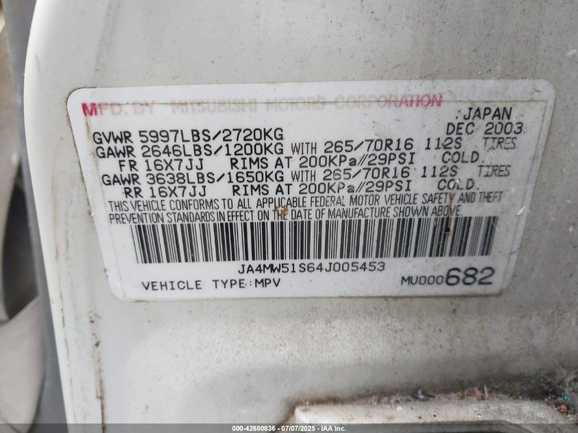 MFD. BY MITSUBISHI MOTORS CORPORATION
JAPAN
GVWR 5997LBS/2720KG DEC 2003
GAWR 2646LBS/1200KG WITH 265/70R16 112S TIRES
FR 16X7JJ RIMS AT 200KPa//29PSI COLD.
GAWR 3638LBS/1650KG WITH 265/70R16 112S TIRES
RR 16X7JJ RIMS AT 200KPa//29PSI COLD.
THIS VEHICLE CONFORMS TO ALL APPLICABLE FEDERAL MOTOR VEHICLE SAFETY AND THEFT
PREVENTION STANDARDS IN EFFECT ON THE DATE OF MANUFACTURE SHOWN ABOVE.
JA4MW51S64J005453
VEHICLE TYPE:MPV MV000682
000-42660836 - 07/07/2025 - IAA Inc.